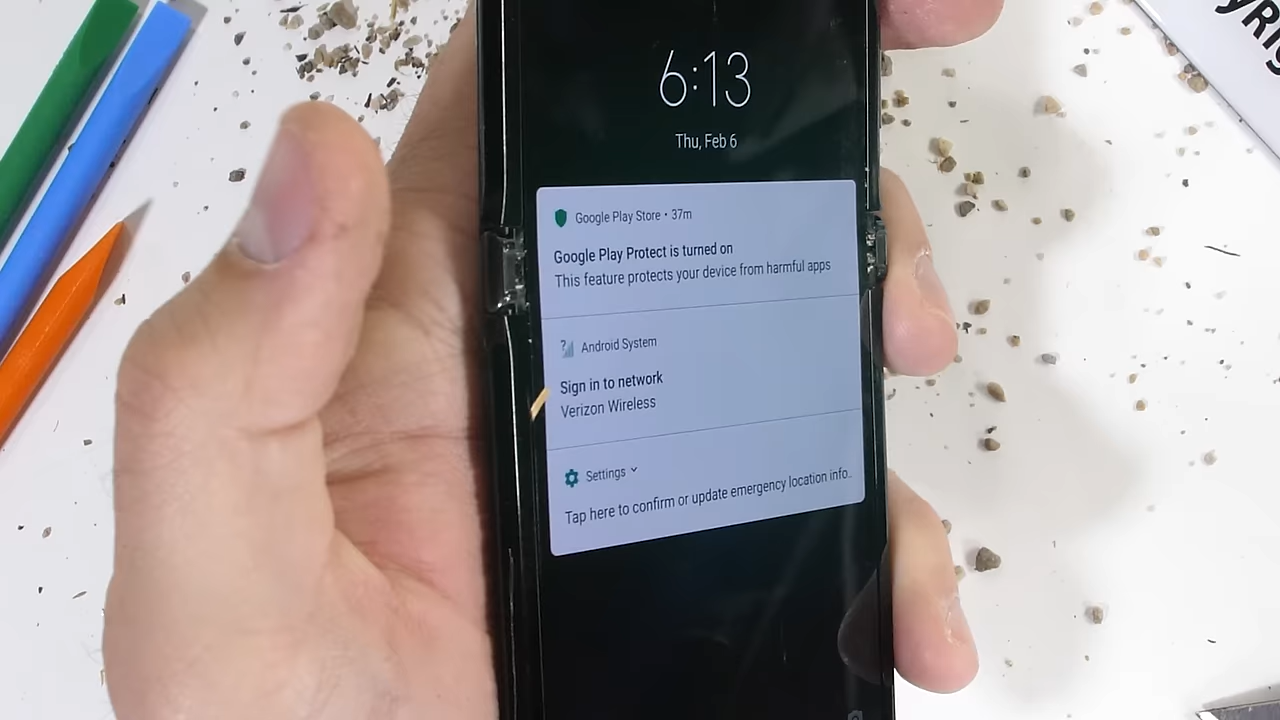 6:13
Thu, Feb 6
Google Play Store • 37m
Google Play Protect is turned on
This feature protects your device from harmful apps
Android System
Sign in to network
Verizon Wireless
Settings
Tap here to confirm or update emergency location info..